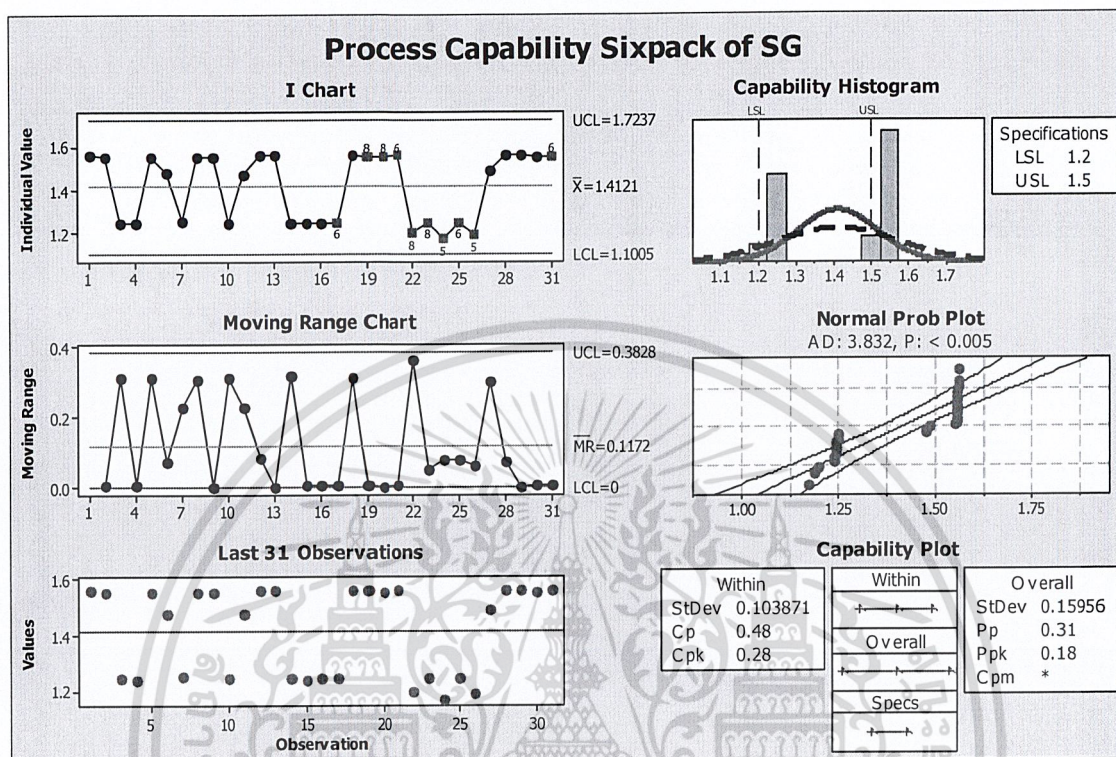 Process Capability Sixpack of SG
I Chart
Individual Value
1.6
1.4
1.2
1 4 7 10 13 16 19 22 25 28 31
8 8 6
6
8 8 5 6 5
6
UCL=1.7237
X̅=1.4121
LCL=1.1005
Capability Histogram
LSL USL
1.1 1.2 1.3 1.4 1.5 1.6 1.7
Specifications
LSL 1.2
USL 1.5
Moving Range Chart
Moving Range
0.4
0.2
0.0
1 4 7 10 13 16 19 22 25 28 31
UCL=0.3828
M̅R̅=0.1172
LCL=0
Normal Prob Plot
AD: 3.832, P: < 0.005
1.00 1.25 1.50 1.75
Last 31 Observations
Values
1.6
1.4
1.2
5 10 15 20 25 30
Observation
Capability Plot
Within
StDev 0.103871
Cp 0.48
Cpk 0.28
Within
Overall
Specs
Overall
StDev 0.15956
Pp 0.31
Ppk 0.18
Cpm *